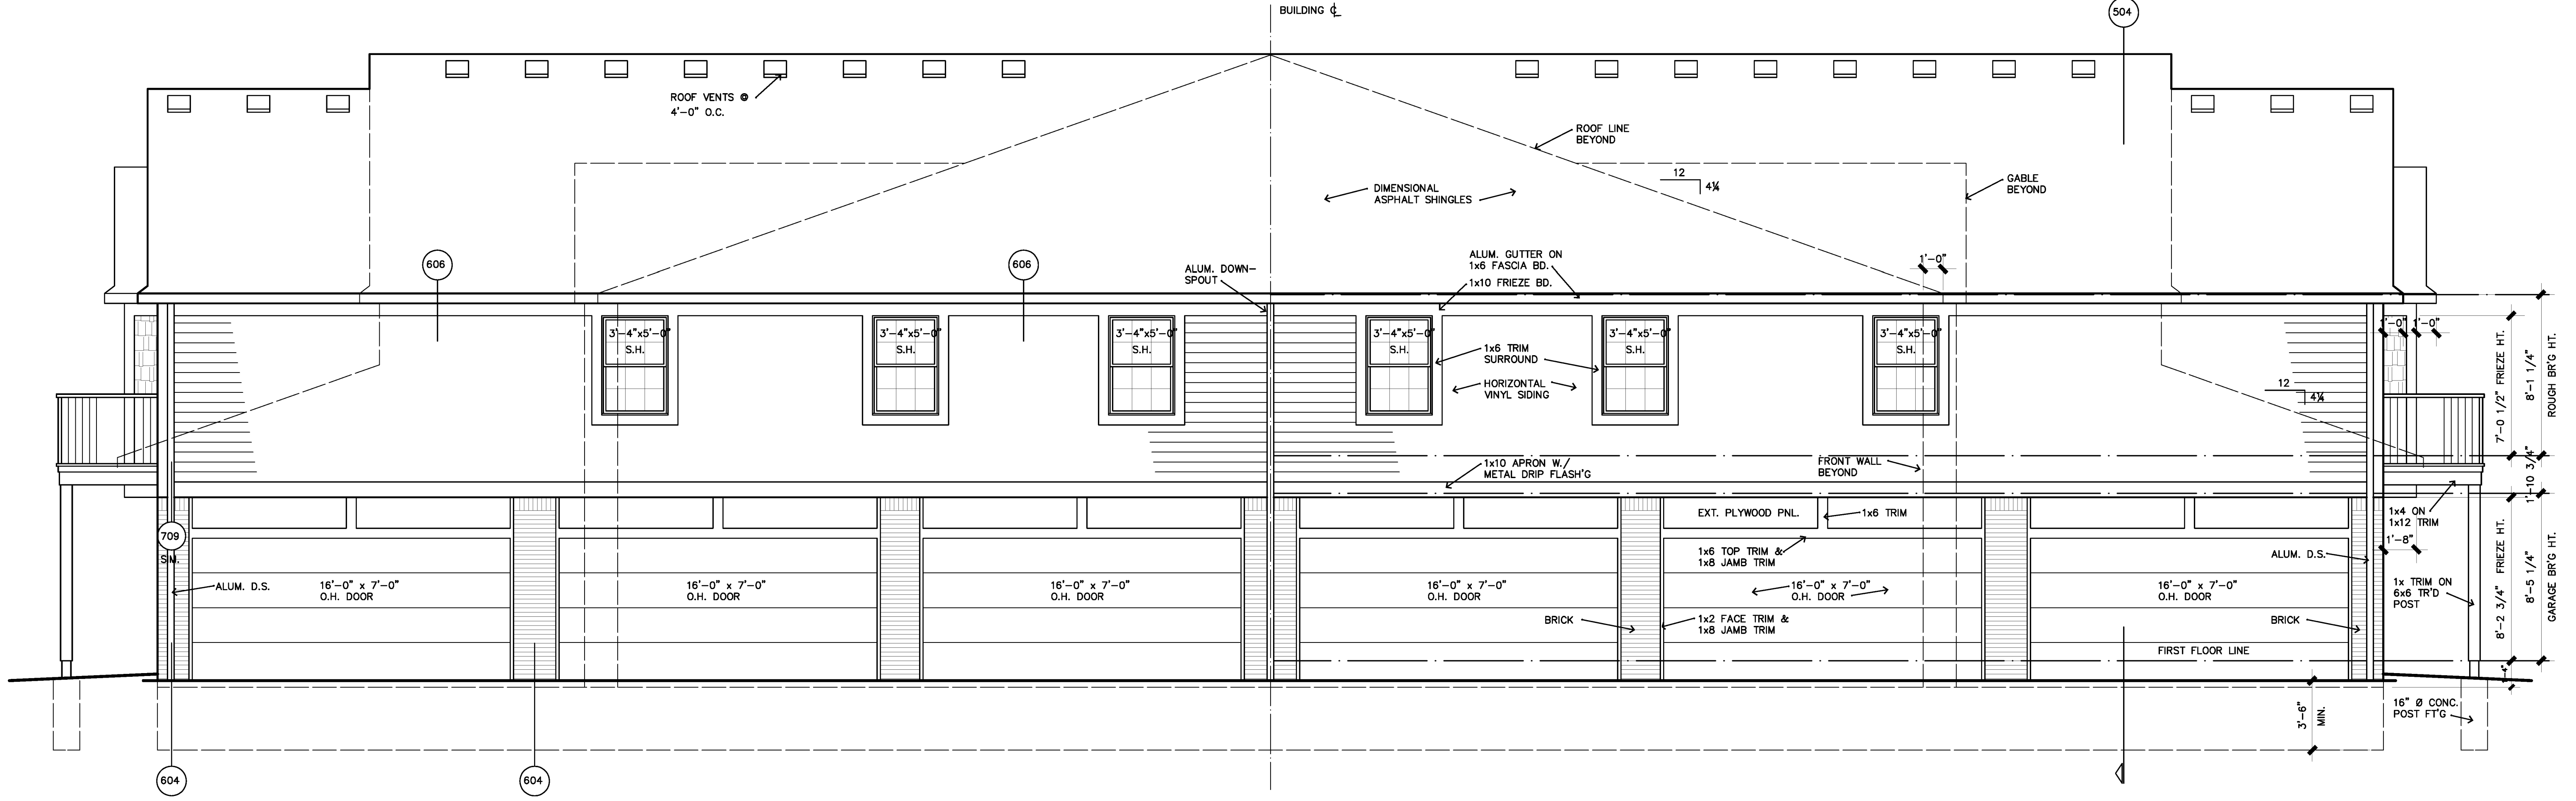 BUILDING ℄
504
ROOF VENTS @
4'-0" O.C.
ROOF LINE
BEYOND
12
4¼
GABLE
BEYOND
DIMENSIONAL
ASPHALT SHINGLES
606
606
ALUM. DOWN-
SPOUT
ALUM. GUTTER ON
1x6 FASCIA BD.
1x10 FRIEZE BD.
1'-0"
3'-4"x5'-0"
S.H.
3'-4"x5'-0"
S.H.
3'-4"x5'-0"
S.H.
3'-4"x5'-0"
S.H.
3'-4"x5'-0"
S.H.
3'-4"x5'-0"
S.H.
1'-0"
1'-0"
1x6 TRIM
SURROUND
HORIZONTAL
VINYL SIDING
12
4¼
7'-0 1/2" FRIEZE HT.
8'-1 1/4"
ROUGH BR'G HT.
1x10 APRON W./
METAL DRIP FLASH'G
FRONT WALL
BEYOND
1'-10 3/4"
EXT. PLYWOOD PNL.
1x6 TRIM
1x4 ON
1x12 TRIM
1'-8"
709
SIM.
1x6 TOP TRIM &
1x8 JAMB TRIM
ALUM. D.S.
ALUM. D.S.
16'-0" x 7'-0"
O.H. DOOR
16'-0" x 7'-0"
O.H. DOOR
16'-0" x 7'-0"
O.H. DOOR
16'-0" x 7'-0"
O.H. DOOR
16'-0" x 7'-0"
O.H. DOOR
16'-0" x 7'-0"
O.H. DOOR
1x TRIM ON
6x6 TR'D
POST
8'-2 3/4" FRIEZE HT.
8'-5 1/4"
GARAGE BR'G HT.
BRICK
1x2 FACE TRIM &
1x8 JAMB TRIM
BRICK
FIRST FLOOR LINE
3'-6"
MIN.
16" Ø CONC.
POST FT'G
604
604